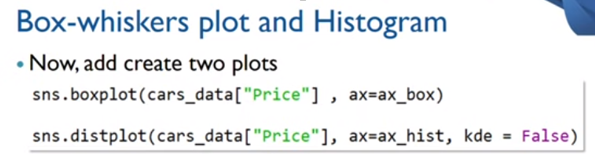 Box-whiskers plot and Histogram
• Now, add create two plots
sns.boxplot(cars_data["Price"] , ax=ax_box)
sns.distplot(cars_data["Price"], ax=ax_hist, kde = False)